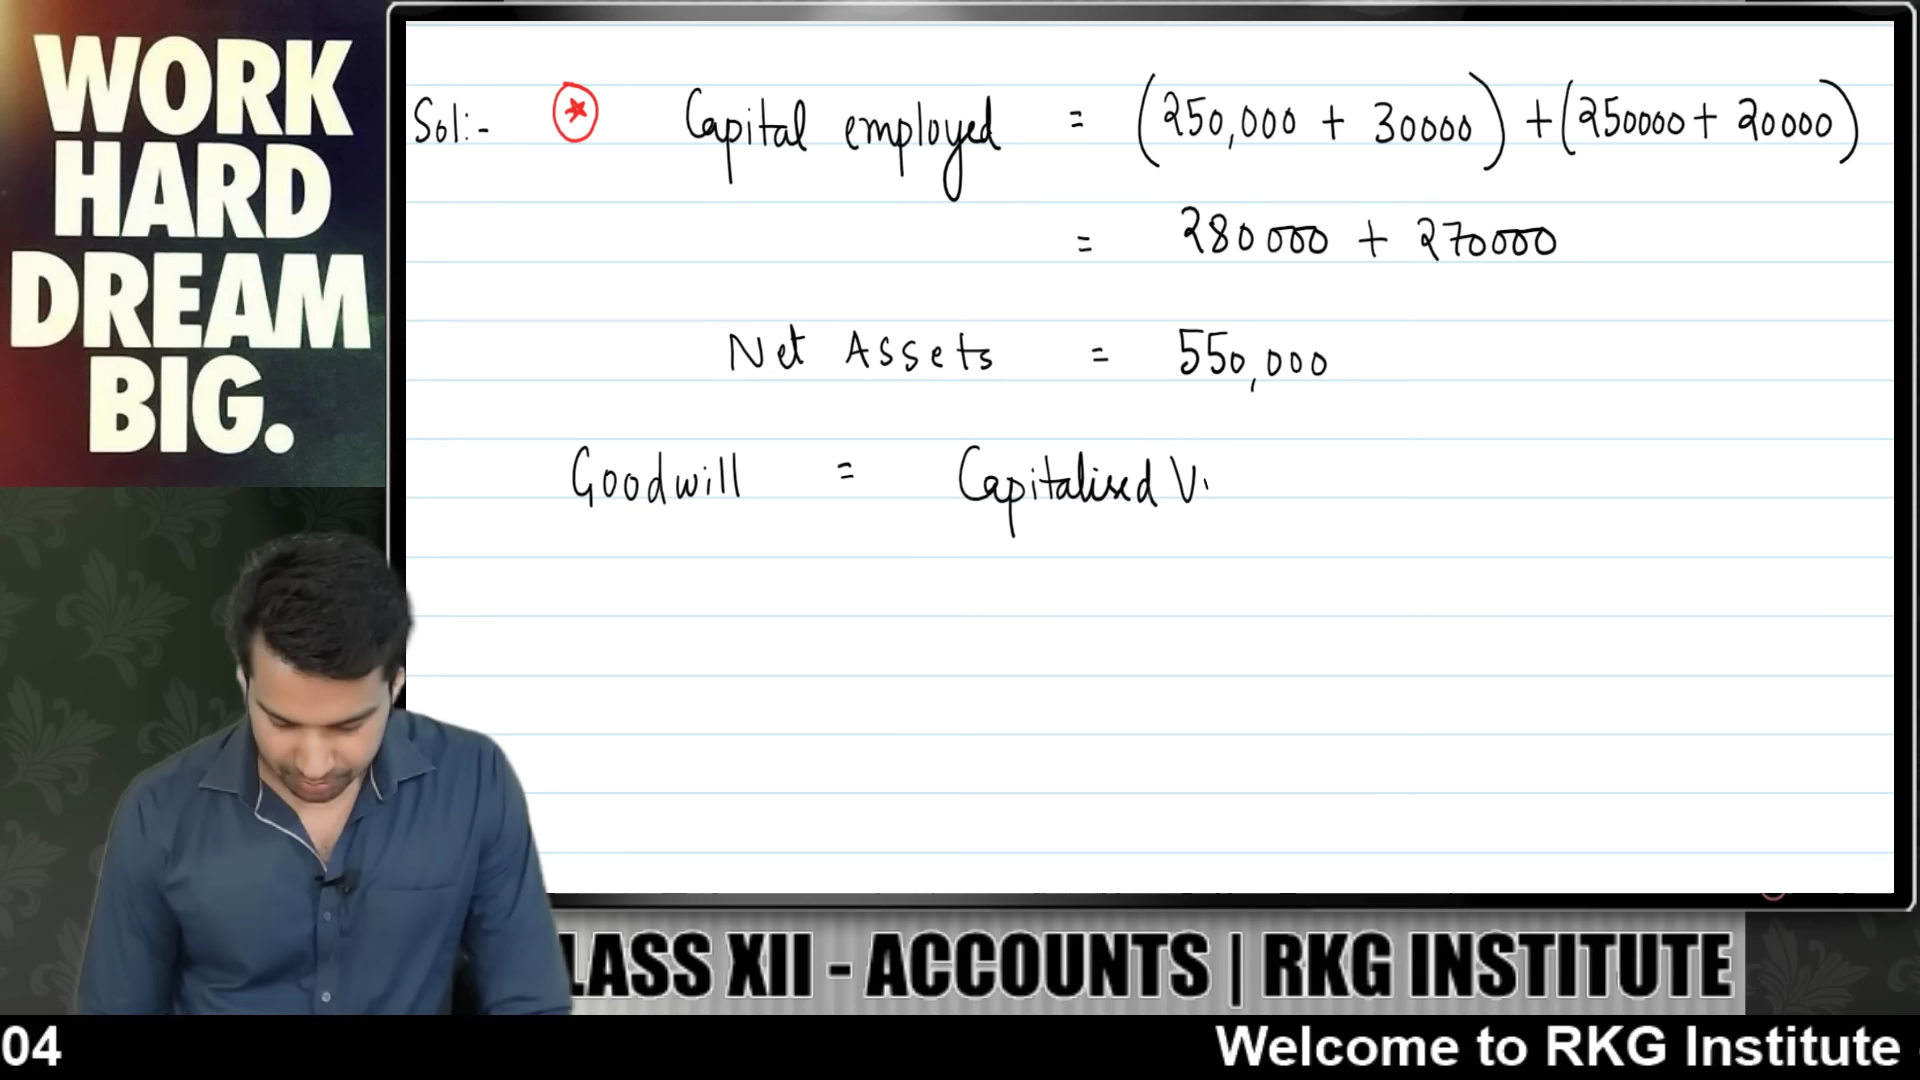 WORK
HARD
DREAM
BIG.
Sol:- * Capital employed = (250,000 + 30000) + (250000 + 20000)
= 280000 + 270000
Net Assets = 550,000
Goodwill = Capitalised V
LASS XII - ACCOUNTS | RKG INSTITUTE
04 Welcome to RKG Institute